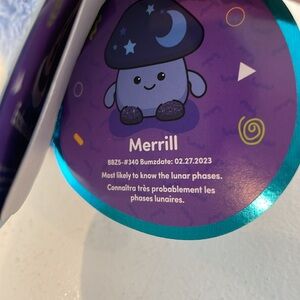 Merrill
BBZS-#340 Bumzdate: 02.27.2023
Most likely to know the lunar phases.
Connaîtra très probablement les
phases lunaires.